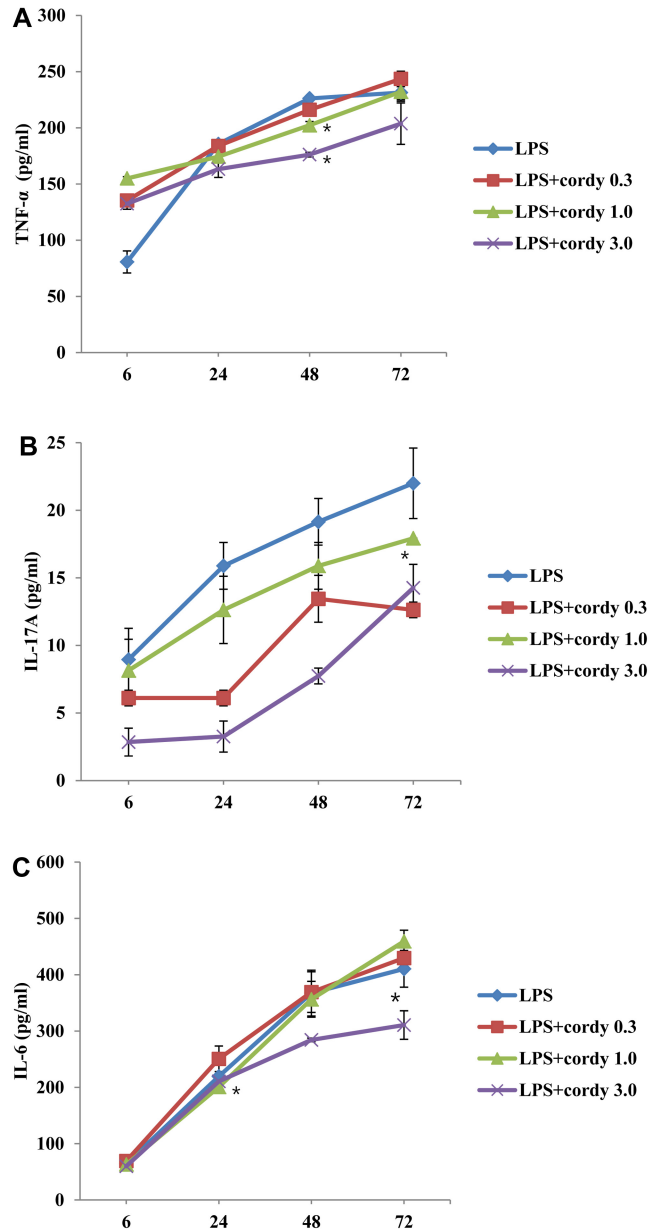 A
300
250
200
150
100
50
0
TNF-α (pg/ml)
*
*
6 24 48 72
LPS
LPS+cordy 0.3
LPS+cordy 1.0
LPS+cordy 3.0
B
25
20
15
10
5
0
IL-17A (pg/ml)
*
6 24 48 72
LPS
LPS+cordy 0.3
LPS+cordy 1.0
LPS+cordy 3.0
C
600
500
400
300
200
100
0
IL-6 (pg/ml)
*
*
6 24 48 72
LPS
LPS+cordy 0.3
LPS+cordy 1.0
LPS+cordy 3.0